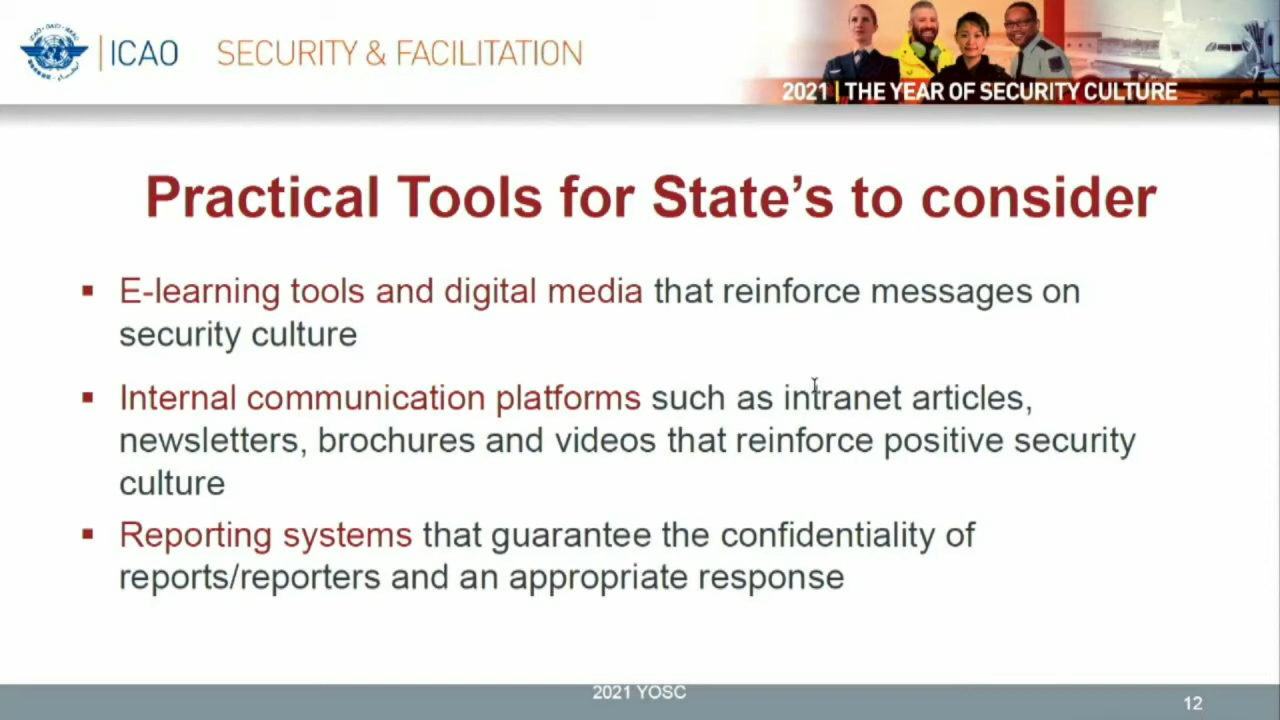 ICAO SECURITY & FACILITATION
2021 | THE YEAR OF SECURITY CULTURE
Practical Tools for State's to consider
▪ E-learning tools and digital media that reinforce messages on
security culture
▪ Internal communication platforms such as intranet articles,
newsletters, brochures and videos that reinforce positive security
culture
▪ Reporting systems that guarantee the confidentiality of
reports/reporters and an appropriate response
2021 YOSC
12